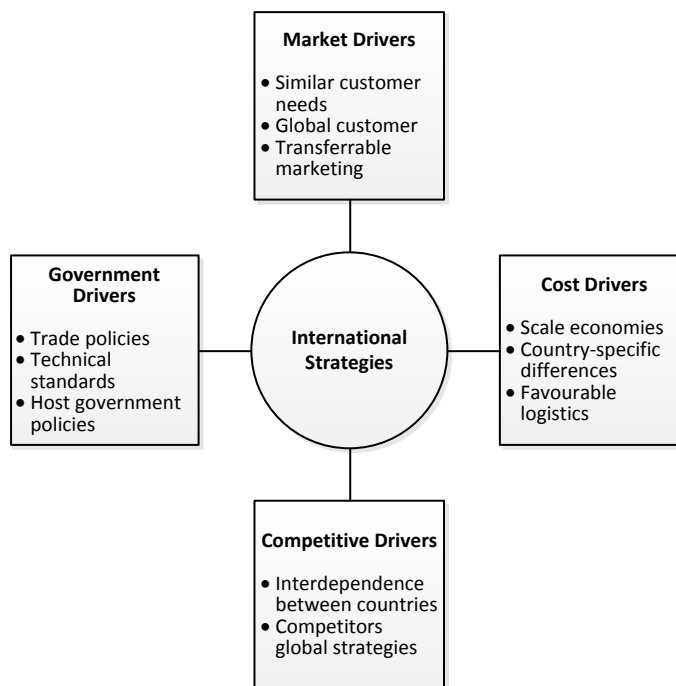 Market Drivers
• Similar customer
needs
• Global customer
• Transferrable
marketing
Government
Drivers
• Trade policies
• Technical
standards
• Host government
policies
International
Strategies
Cost Drivers
• Scale economies
• Country-specific
differences
• Favourable
logistics
Competitive Drivers
• Interdependence
between countries
• Competitors
global strategies